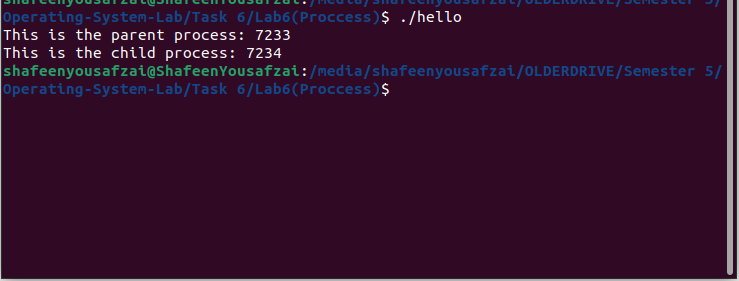 shafeenyousafzai@ShafeenYousafzai:/media/shafeenyousafzai/OLDERDRIVE/Semester 5/
Operating-System-Lab/Task 6/Lab6(Proccess)$ ./hello
This is the parent process: 7233
This is the child process: 7234
shafeenyousafzai@ShafeenYousafzai:/media/shafeenyousafzai/OLDERDRIVE/Semester 5/
Operating-System-Lab/Task 6/Lab6(Proccess)$